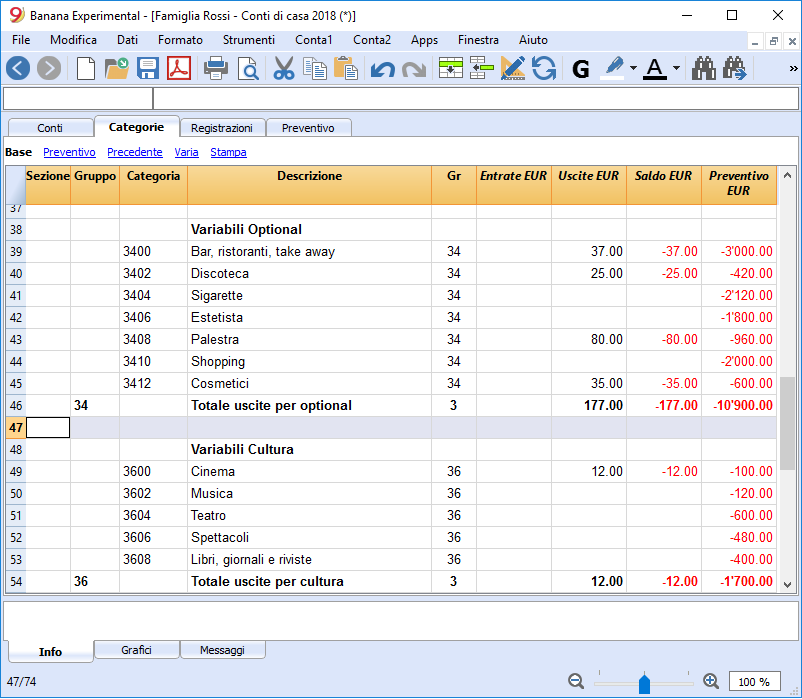 Banana Experimental - [Famiglia Rossi - Conti di casa 2018 (*)]
File Modifica Dati Formato Strumenti Conta1 Conta2 Apps Finestra Aiuto
G A »
Conti Categorie Registrazioni Preventivo
Base Preventivo Precedente Varia Stampa
Sezione Gruppo Categoria Descrizione Gr Entrate EUR Uscite EUR Saldo EUR Preventivo EUR
37
38 Variabili Optional
39 3400 Bar, ristoranti, take away 34 37.00 -37.00 -3'000.00
40 3402 Discoteca 34 25.00 -25.00 -420.00
41 3404 Sigarette 34 -2'120.00
42 3406 Estetista 34 -1'800.00
43 3408 Palestra 34 80.00 -80.00 -960.00
44 3410 Shopping 34 -2'000.00
45 3412 Cosmetici 34 35.00 -35.00 -600.00
46 34 Totale uscite per optional 3 177.00 -177.00 -10'900.00
47
48 Variabili Cultura
49 3600 Cinema 36 12.00 -12.00 -100.00
50 3602 Musica 36 -120.00
51 3604 Teatro 36 -600.00
52 3606 Spettacoli 36 -480.00
53 3608 Libri, giornali e riviste 36 -400.00
54 36 Totale uscite per cultura 3 12.00 -12.00 -1'700.00
Info Grafici Messaggi
47/74 100 %